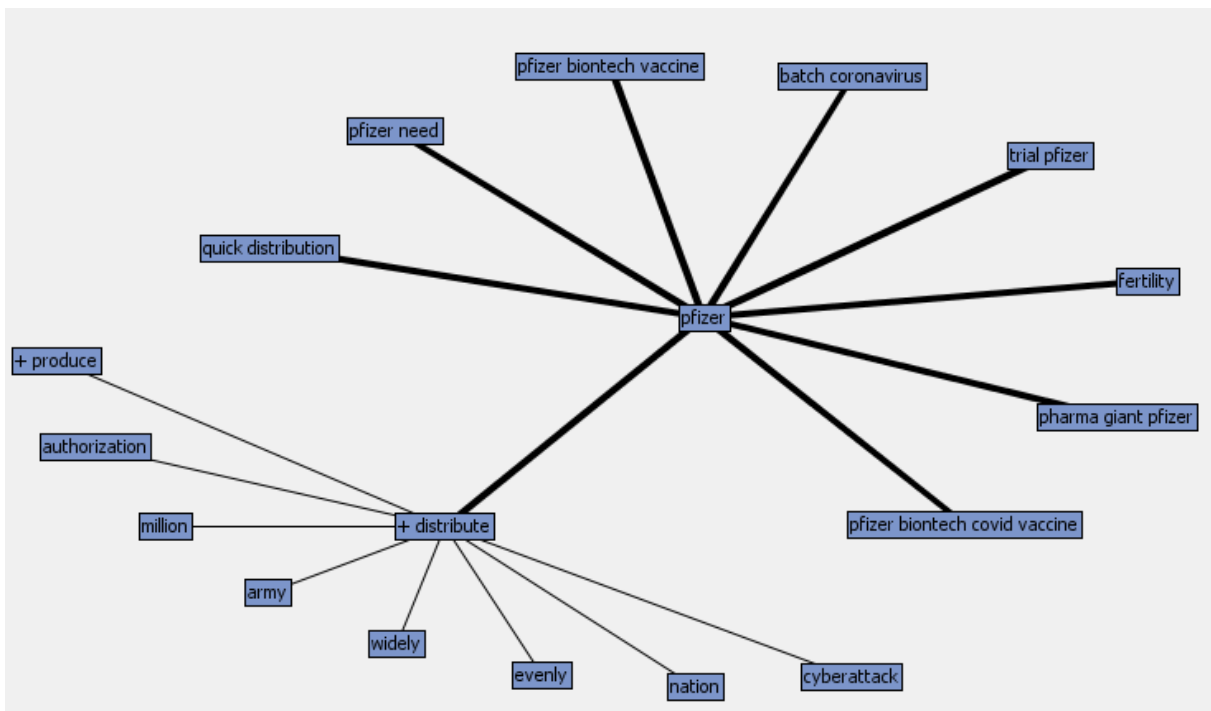 pfizer biontech vaccine
batch coronavirus
pfizer need
trial pfizer
quick distribution
fertility
pfizer
+ produce
pharma giant pfizer
authorization
million
+ distribute
pfizer biontech covid vaccine
army
widely
evenly
nation
cyberattack